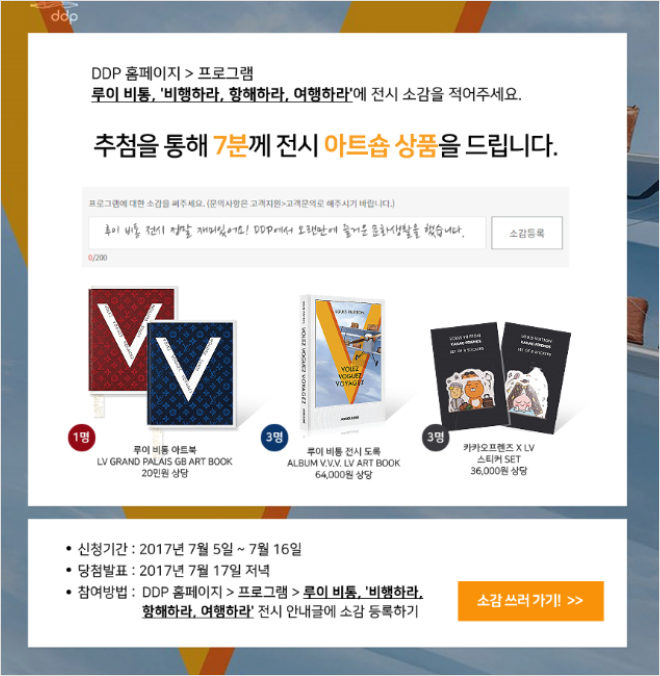 ddp
DDP 홈페이지 > 프로그램
루이 비통, '비행하라, 항해하라, 여행하라'에 전시 소감을 적어주세요.
추첨을 통해 7분께 전시 아트숍 상품을 드립니다.
프로그램에 대한 소감을 써주세요. (문의사항은 고객지원>고객문의로 해주시기 바랍니다.)
루이 비통 전시 정말 재미있어요! DDP에서 오랜만에 즐거운 문화생활을 했습니다.
소감등록
0/200
V
V
LOUIS VUITTON
VOLEZ VOGUEZ VOYAGEZ
VOLEZ
VOGUEZ
VOYAGEZ
LOUIS VUITTON
KAKAO FRIENDS
LOUIS VUITTON
KAKAO FRIENDS
1명
루이 비통 아트북
LV GRAND PALAIS GB ART BOOK
20민원 상당
3명
루이 비통 전시 도록
ALBUM V.V.V. LV ART BOOK
64,000원 상당
3명
카카오프렌즈 X LV
스티커 SET
36,000원 상당
• 신청기간 : 2017년 7월 5일 ~ 7월 16일
• 당첨발표 : 2017년 7월 17일 저녁
• 참여방법 : DDP 홈페이지 > 프로그램 > 루이 비통, '비행하라,
항해하라, 여행하라' 전시 안내글에 소감 등록하기
소감 쓰러 가기! >>